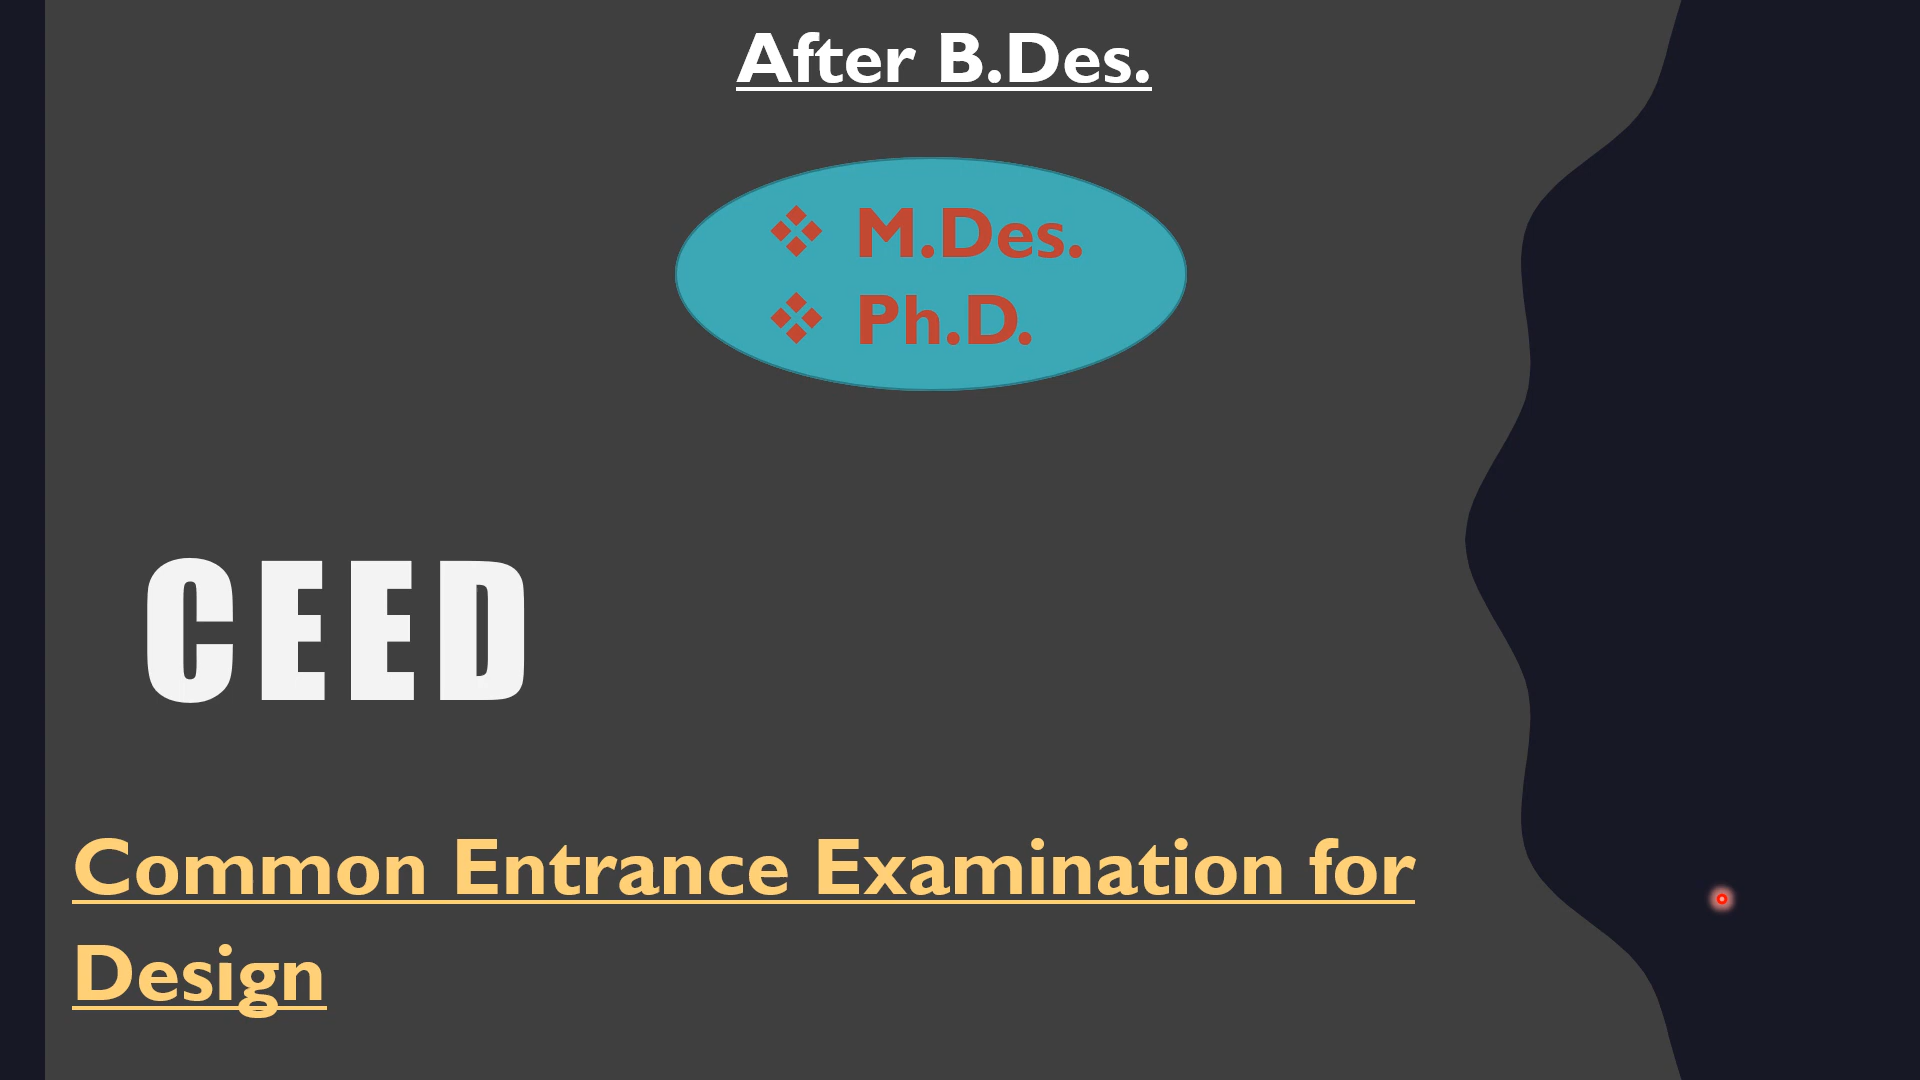 After B.Des.
❖ M.Des.
❖ Ph.D.
CEED
Common Entrance Examination for
Design